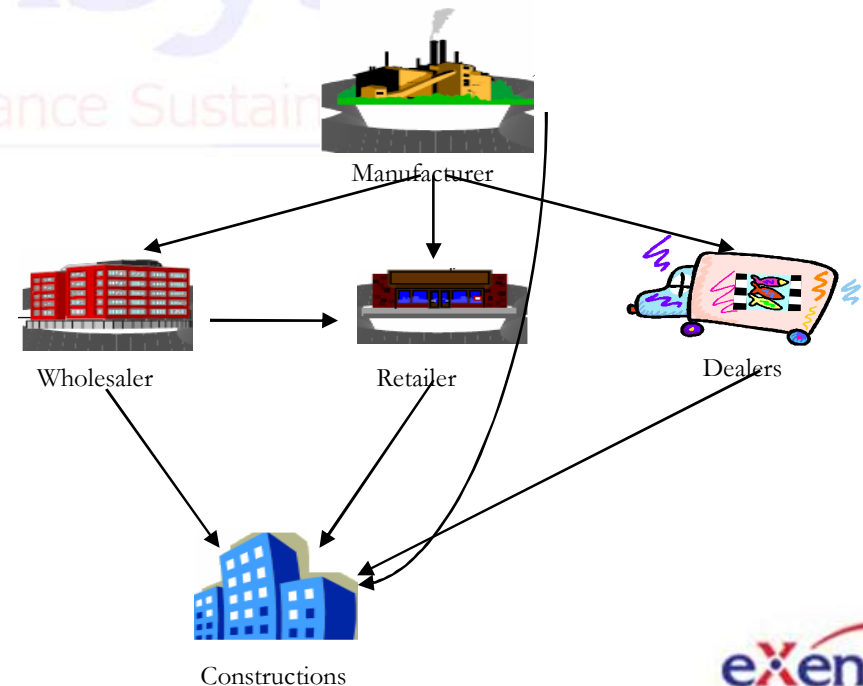 ance Sustain
Manufacturer
Wholesaler
Retailer
Dealers
Constructions
eXen